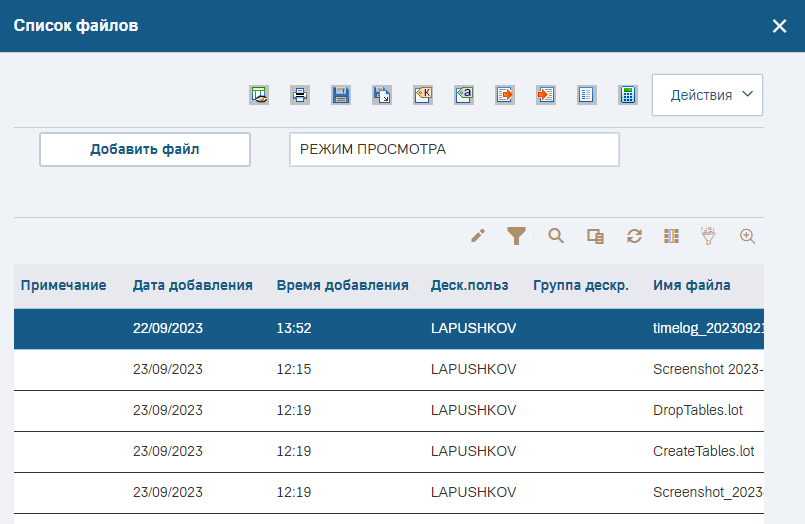 Список файлов
Действия
Добавить файл РЕЖИМ ПРОСМОТРА
Примечание Дата добавления Время добавления Деск.польз Группа дескр. Имя файла
22/09/2023 13:52 LAPUSHKOV timelog_20230921
23/09/2023 12:15 LAPUSHKOV Screenshot 2023-
23/09/2023 12:19 LAPUSHKOV DropTables.lot
23/09/2023 12:19 LAPUSHKOV CreateTables.lot
23/09/2023 12:19 LAPUSHKOV Screenshot_2023-